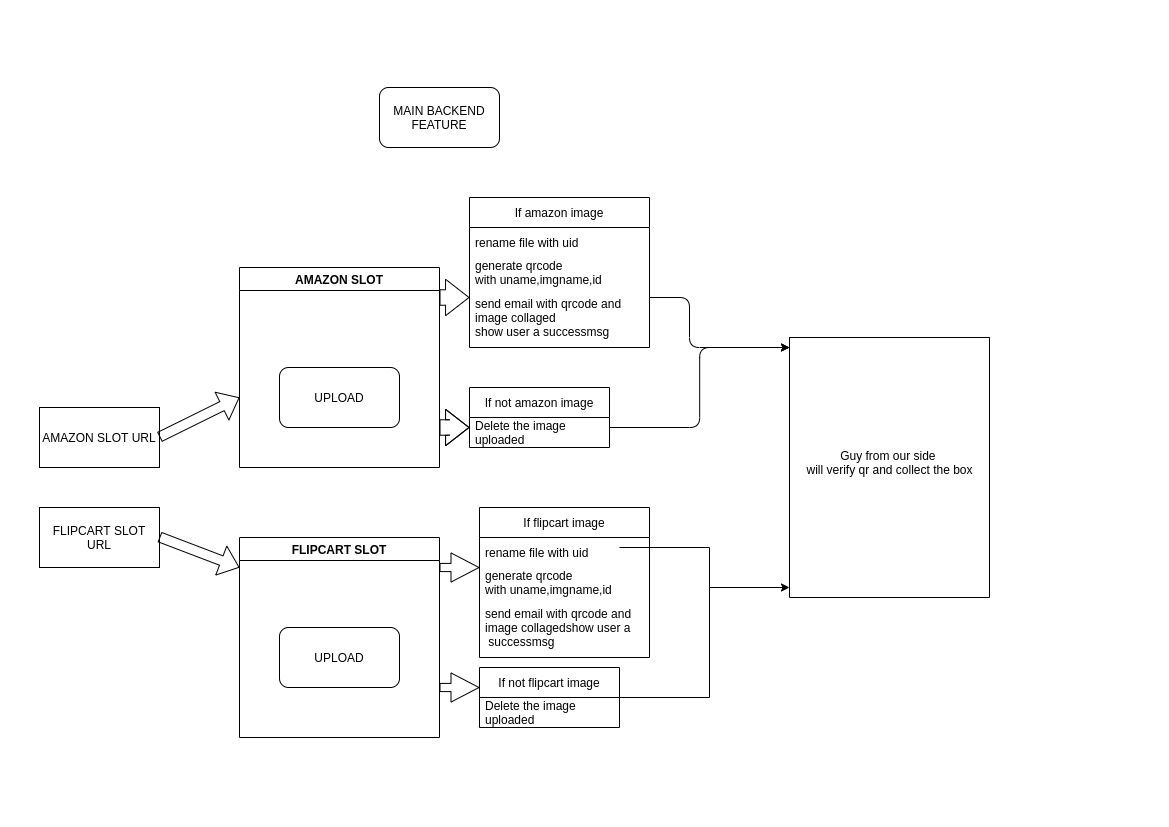 MAIN BACKEND
FEATURE
If amazon image
rename file with uid
generate qrcode
with uname,imgname,id
send email with qrcode and
image collaged
show user a successmsg
AMAZON SLOT
UPLOAD
If not amazon image
Delete the image
uploaded
AMAZON SLOT URL
Guy from our side
will verify qr and collect the box
FLIPCART SLOT
URL
FLIPCART SLOT
UPLOAD
If flipcart image
rename file with uid
generate qrcode
with uname,imgname,id
send email with qrcode and
image collagedshow user a
successmsg
If not flipcart image
Delete the image
uploaded